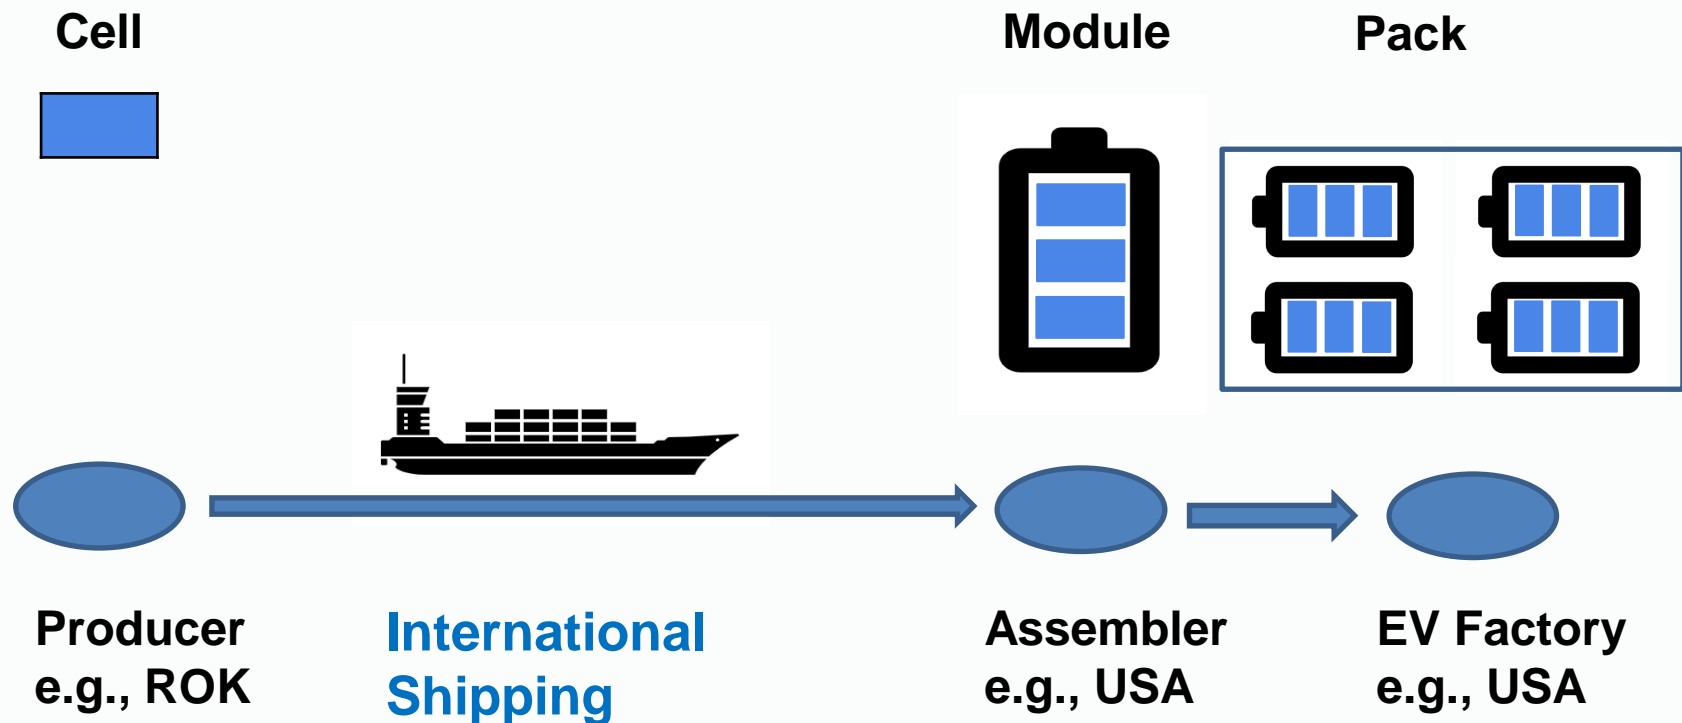 Cell
Module
Pack
Producer
e.g., ROK
International
Shipping
Assembler
e.g., USA
EV Factory
e.g., USA